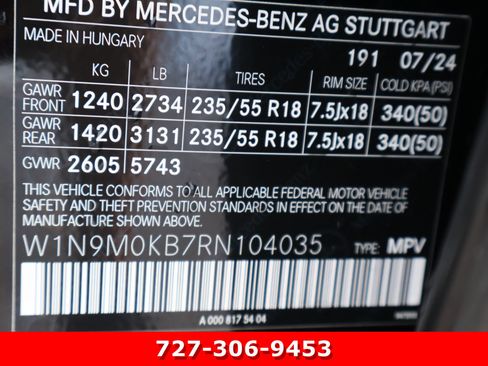 MFD BY MERCEDES-BENZ AG STUTTGART
MADE IN HUNGARY 191 07/24
KG LB TIRES RIM SIZE COLD KPA(PSI)
GAWR FRONT 1240 2734 235/55 R18 7.5Jx18 340(50)
GAWR REAR 1420 3131 235/55 R18 7.5Jx18 340(50)
GVWR 2605 5743
THIS VEHICLE CONFORMS TO ALL APPLICABLE FEDERAL MOTOR VEHICLE
SAFETY AND THEFT PREVENTION STANDARDS IN EFFECT ON THE DATE OF
MANUFACTURE SHOWN ABOVE.
W1N9M0KB7RN104035 TYPE: MPV
A 000 817 54 04
727-306-9453